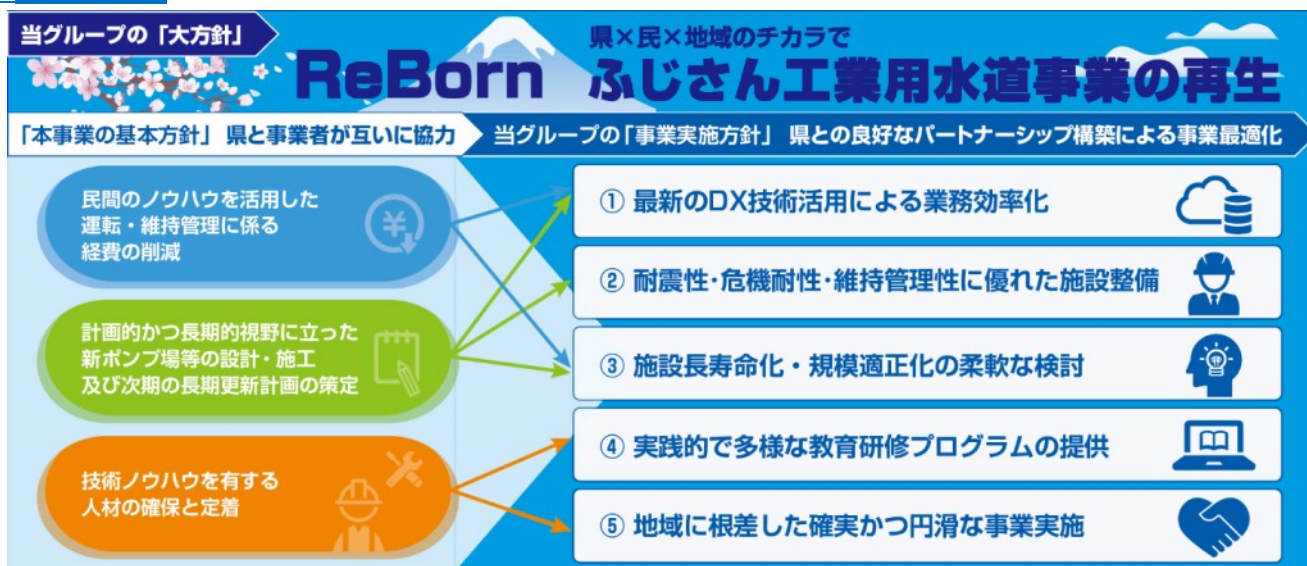 当グループの「大方針」
ReBorn
県×民×地域のチカラで
ふじさん工業用水道事業の再生
「本事業の基本方針」 県と事業者が互いに協力
当グループの「事業実施方針」 県との良好なパートナーシップ構築による事業最適化
民間のノウハウを活用した
運転・維持管理に係る
経費の削減
計画的かつ長期的視野に立った
新ポンプ場等の設計・施工
及び次期の長期更新計画の策定
技術ノウハウを有する
人材の確保と定着
① 最新のDX技術活用による業務効率化
② 耐震性・危機耐性・維持管理性に優れた施設整備
③ 施設長寿命化・規模適正化の柔軟な検討
④ 実践的で多様な教育研修プログラムの提供
⑤ 地域に根差した確実かつ円滑な事業実施